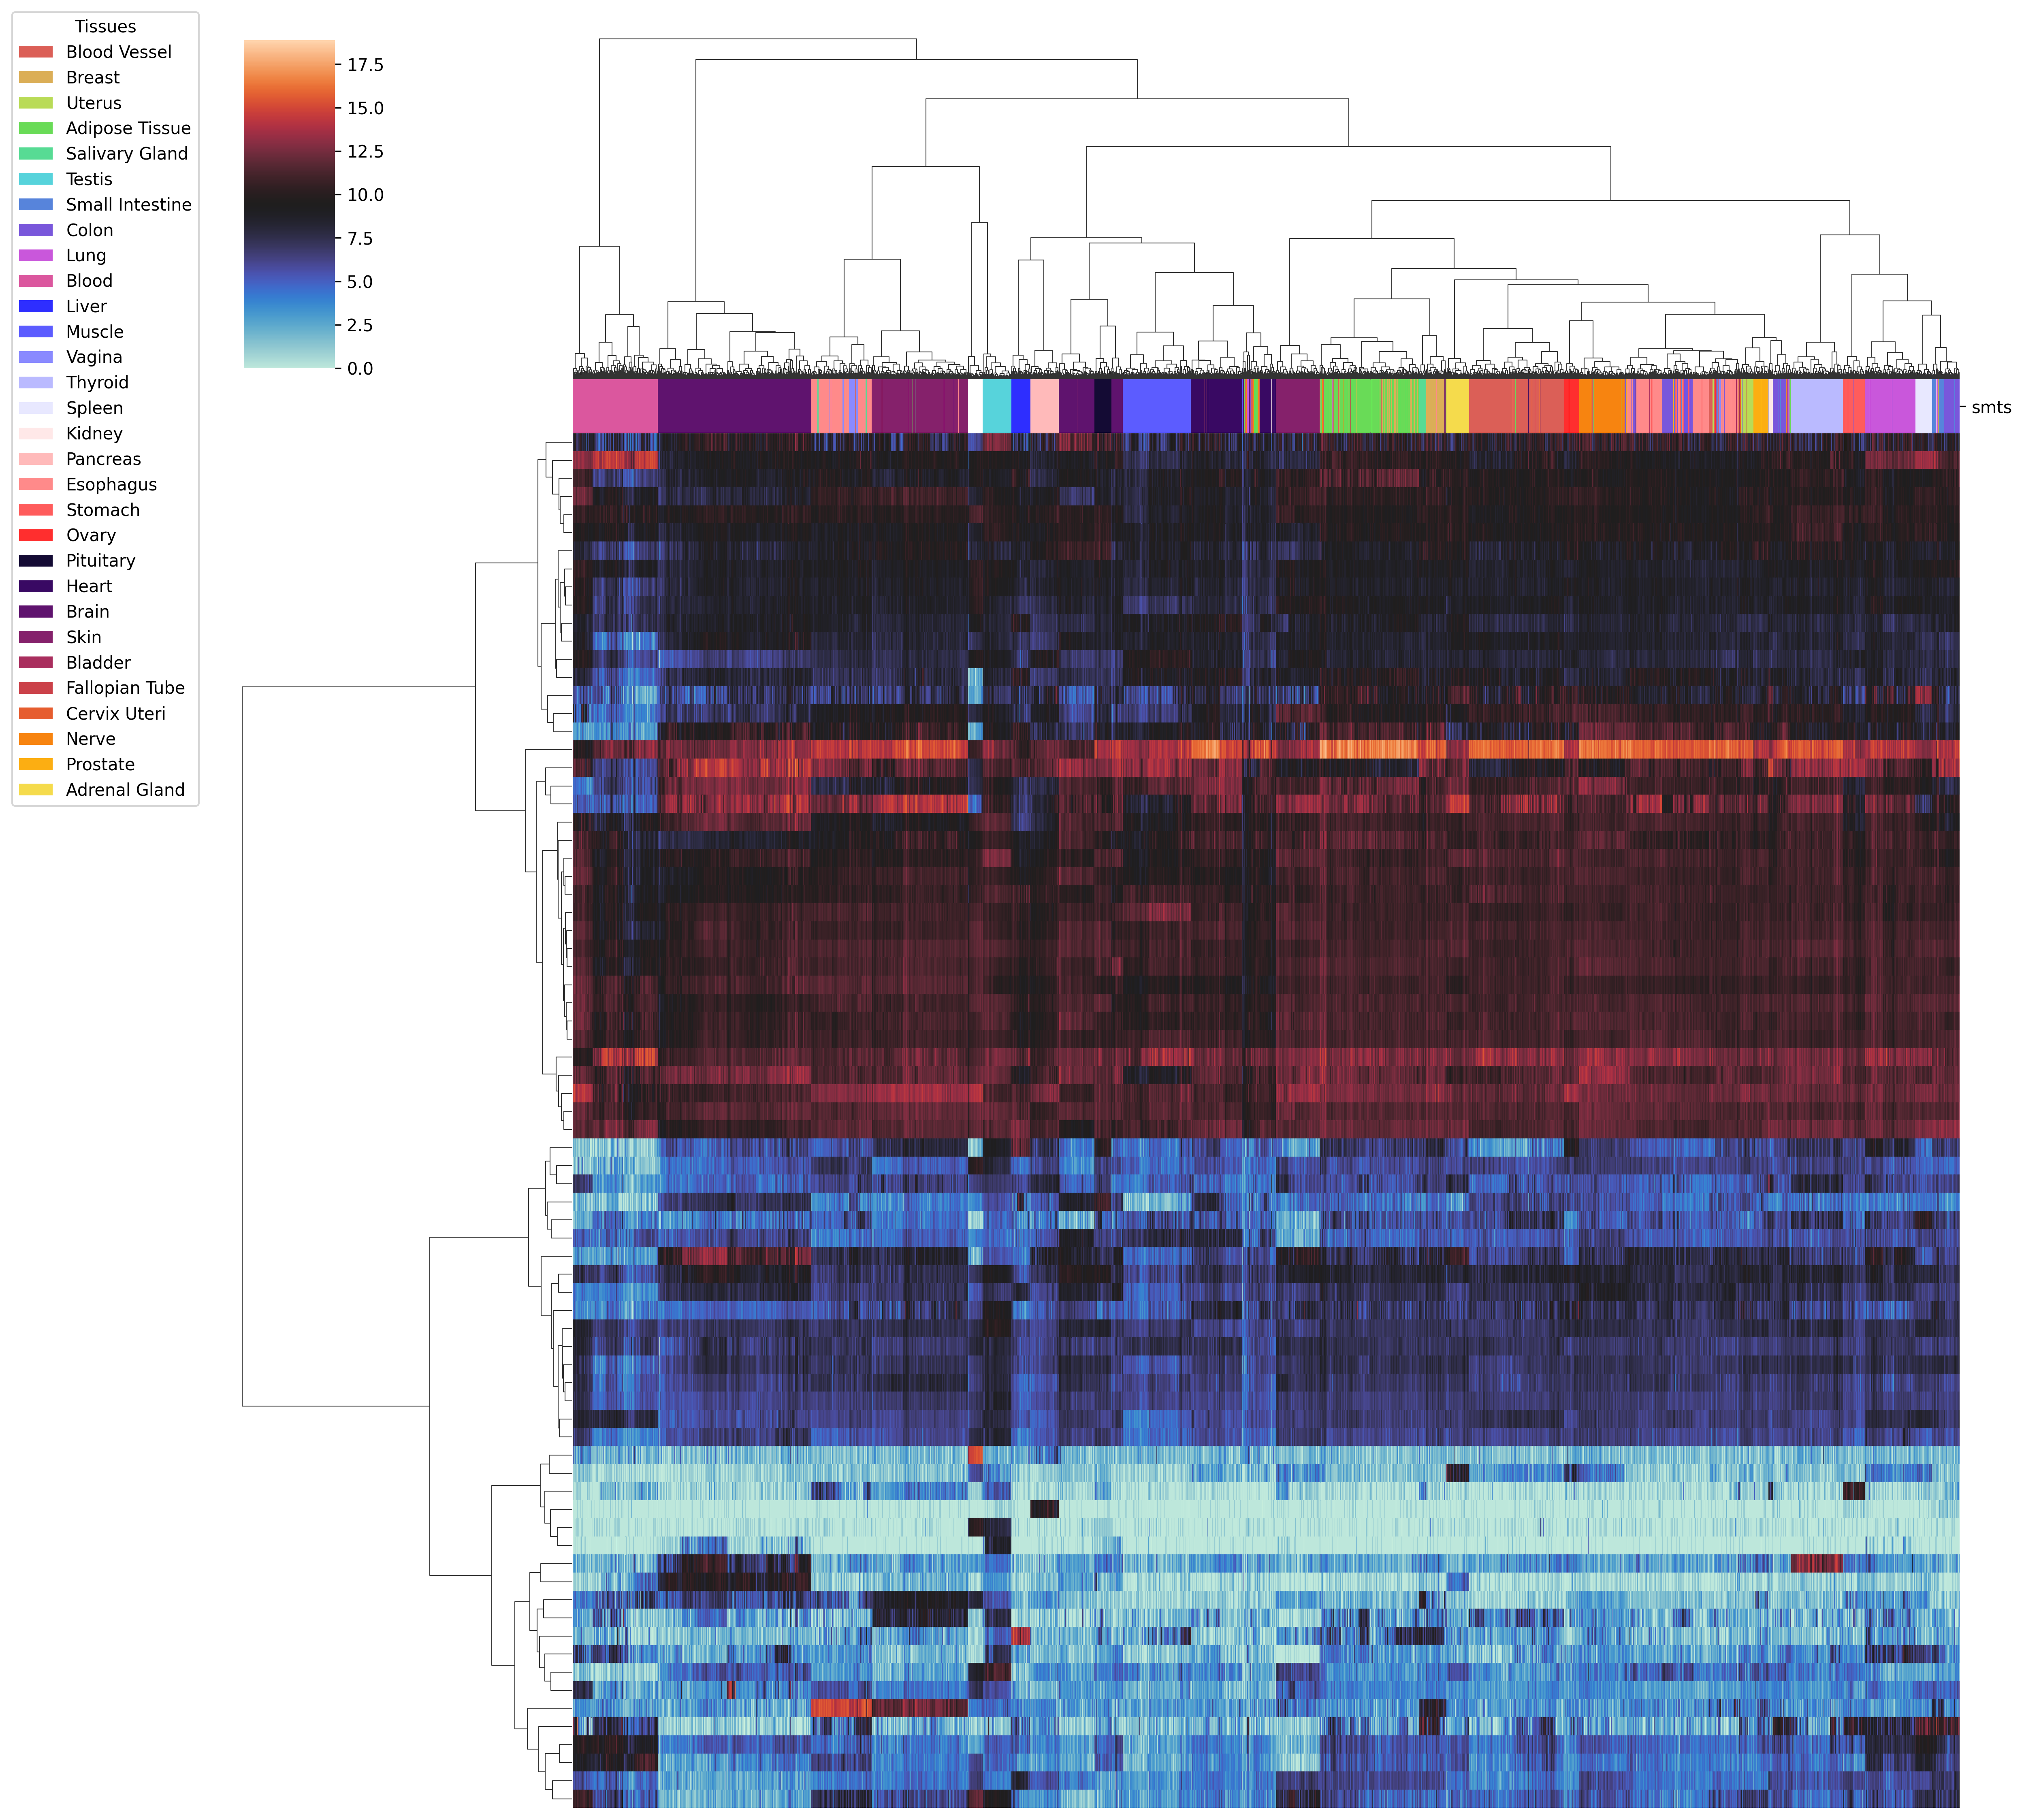 Tissues
Blood Vessel
Breast
Uterus
Adipose Tissue
Salivary Gland
Testis
Small Intestine
Colon
Lung
Blood
Liver
Muscle
Vagina
Thyroid
Spleen
Kidney
Pancreas
Esophagus
Stomach
Ovary
Pituitary
Heart
Brain
Skin
Bladder
Fallopian Tube
Cervix Uteri
Nerve
Prostate
Adrenal Gland
17.5
15.0
12.5
10.0
7.5
5.0
2.5
0.0
smts